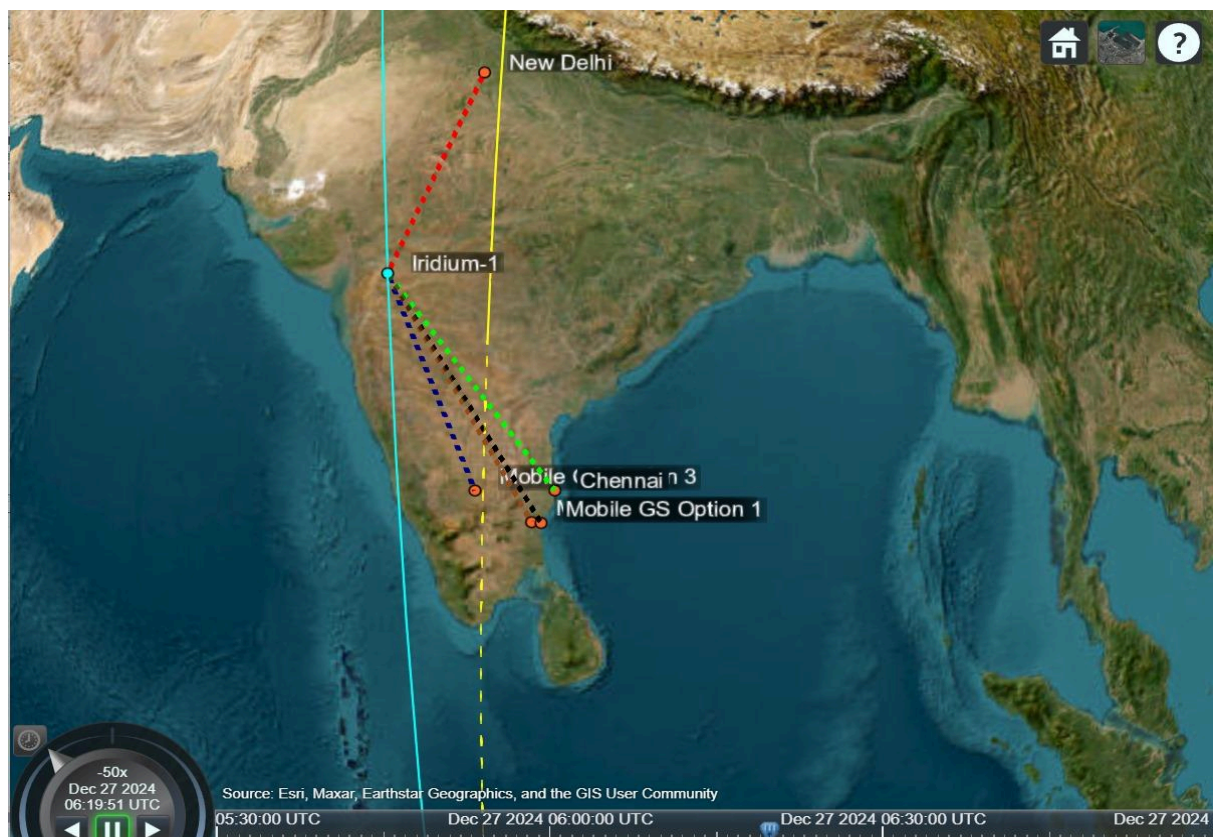 ?
New Delhi
Iridium-1
Mobile
Chennai
n 3
Mobile GS Option 1
-50x
Dec 27 2024
06:19:51 UTC
Source: Esri, Maxar, Earthstar Geographics, and the GIS User Community
05:30:00 UTC
Dec 27 2024 06:00:00 UTC
Dec 27 2024 06:30:00 UTC
Dec 27 2024